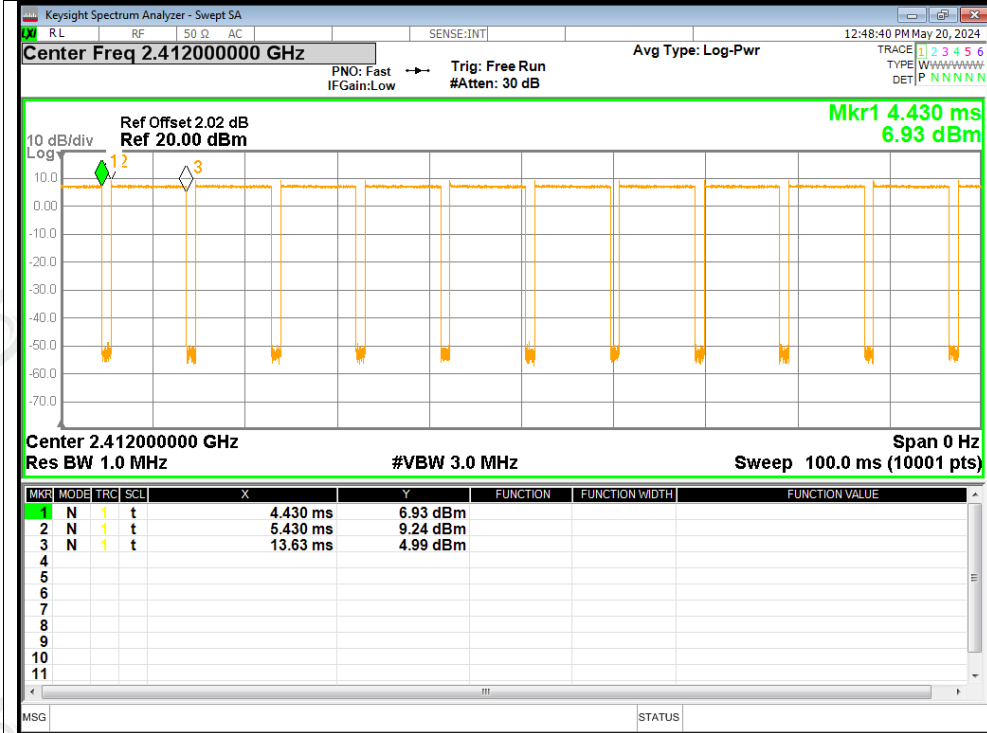 Keysight Spectrum Analyzer - Swept SA
LXI RL RF 50 Ω AC SENSE:INT 12:48:40 PM May 20, 2024
Center Freq 2.412000000 GHz Avg Type: Log-Pwr TRACE 1 2 3 4 5 6
PNO: Fast Trig: Free Run TYPE WWWWWWW
IFGain:Low #Atten: 30 dB DET P N N N N N
Mkr1 4.430 ms
Ref Offset 2.02 dB
10 dB/div Ref 20.00 dBm 6.93 dBm
Log
1 2 3
10.0
0.00
-10.0
-20.0
-30.0
-40.0
-50.0
-60.0
-70.0
Center 2.412000000 GHz Span 0 Hz
Res BW 1.0 MHz #VBW 3.0 MHz Sweep 100.0 ms (10001 pts)
MKR MODE TRC SCL X Y FUNCTION FUNCTION WIDTH FUNCTION VALUE
1 N 1 t 4.430 ms 6.93 dBm
2 N 1 t 5.430 ms 9.24 dBm
3 N 1 t 13.63 ms 4.99 dBm
4
5
6
7
8
9
10
11
MSG STATUS